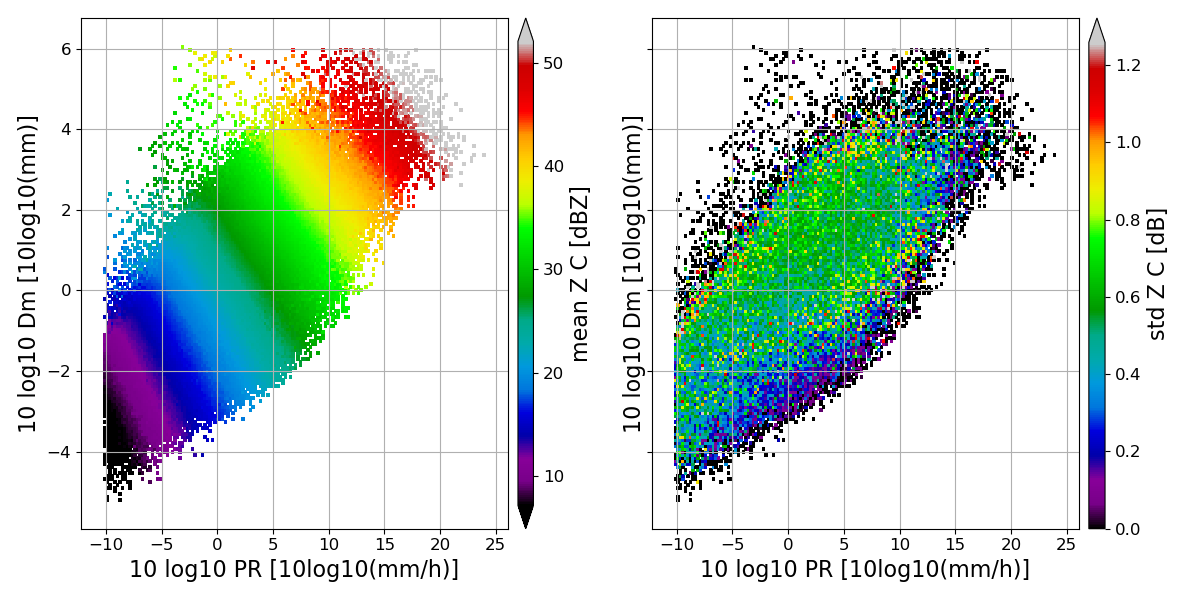 6
4
2
0
−2
−4
10 log10 Dm [10log10(mm)]
−10 −5 0 5 10 15 20 25
10 log10 PR [10log10(mm/h)]
50
40
30
20
10
mean Z C [dBZ]
10 log10 Dm [10log10(mm)]
−10 −5 0 5 10 15 20 25
10 log10 PR [10log10(mm/h)]
1.2
1.0
0.8
0.6
0.4
0.2
0.0
std Z C [dB]